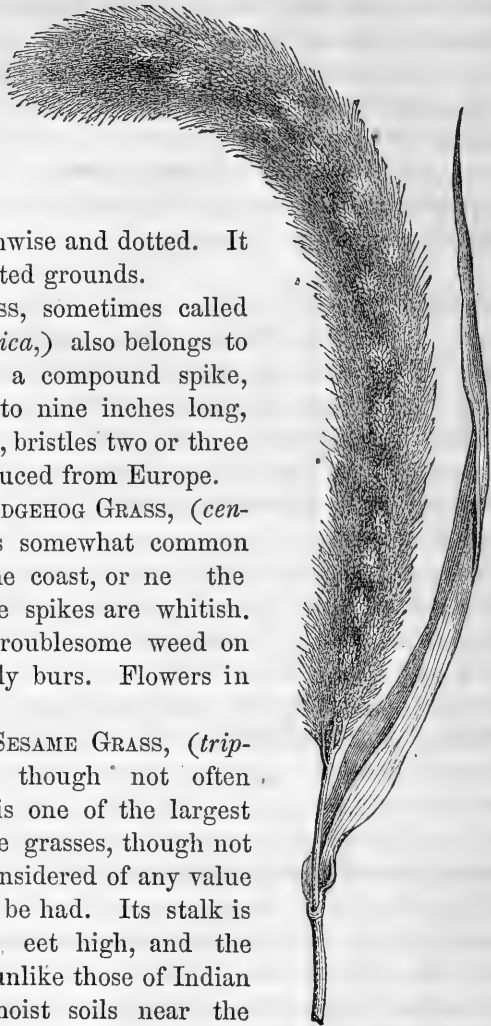 nwise and dotted. It
ted grounds.
ss, sometimes called
ica,) also belongs to
a compound spike,
to nine inches long,
, bristles two or three
uced from Europe.
DGEHOG GRASS, (cen-
s somewhat common
ne coast, or ne the
e spikes are whitish.
roublesome weed on
ly burs. Flowers in
SESAME GRASS, (trip-
though not often
is one of the largest
e grasses, though not
nsidered of any value
be had. Its stalk is
eet high, and the
unlike those of Indian
noist soils near the